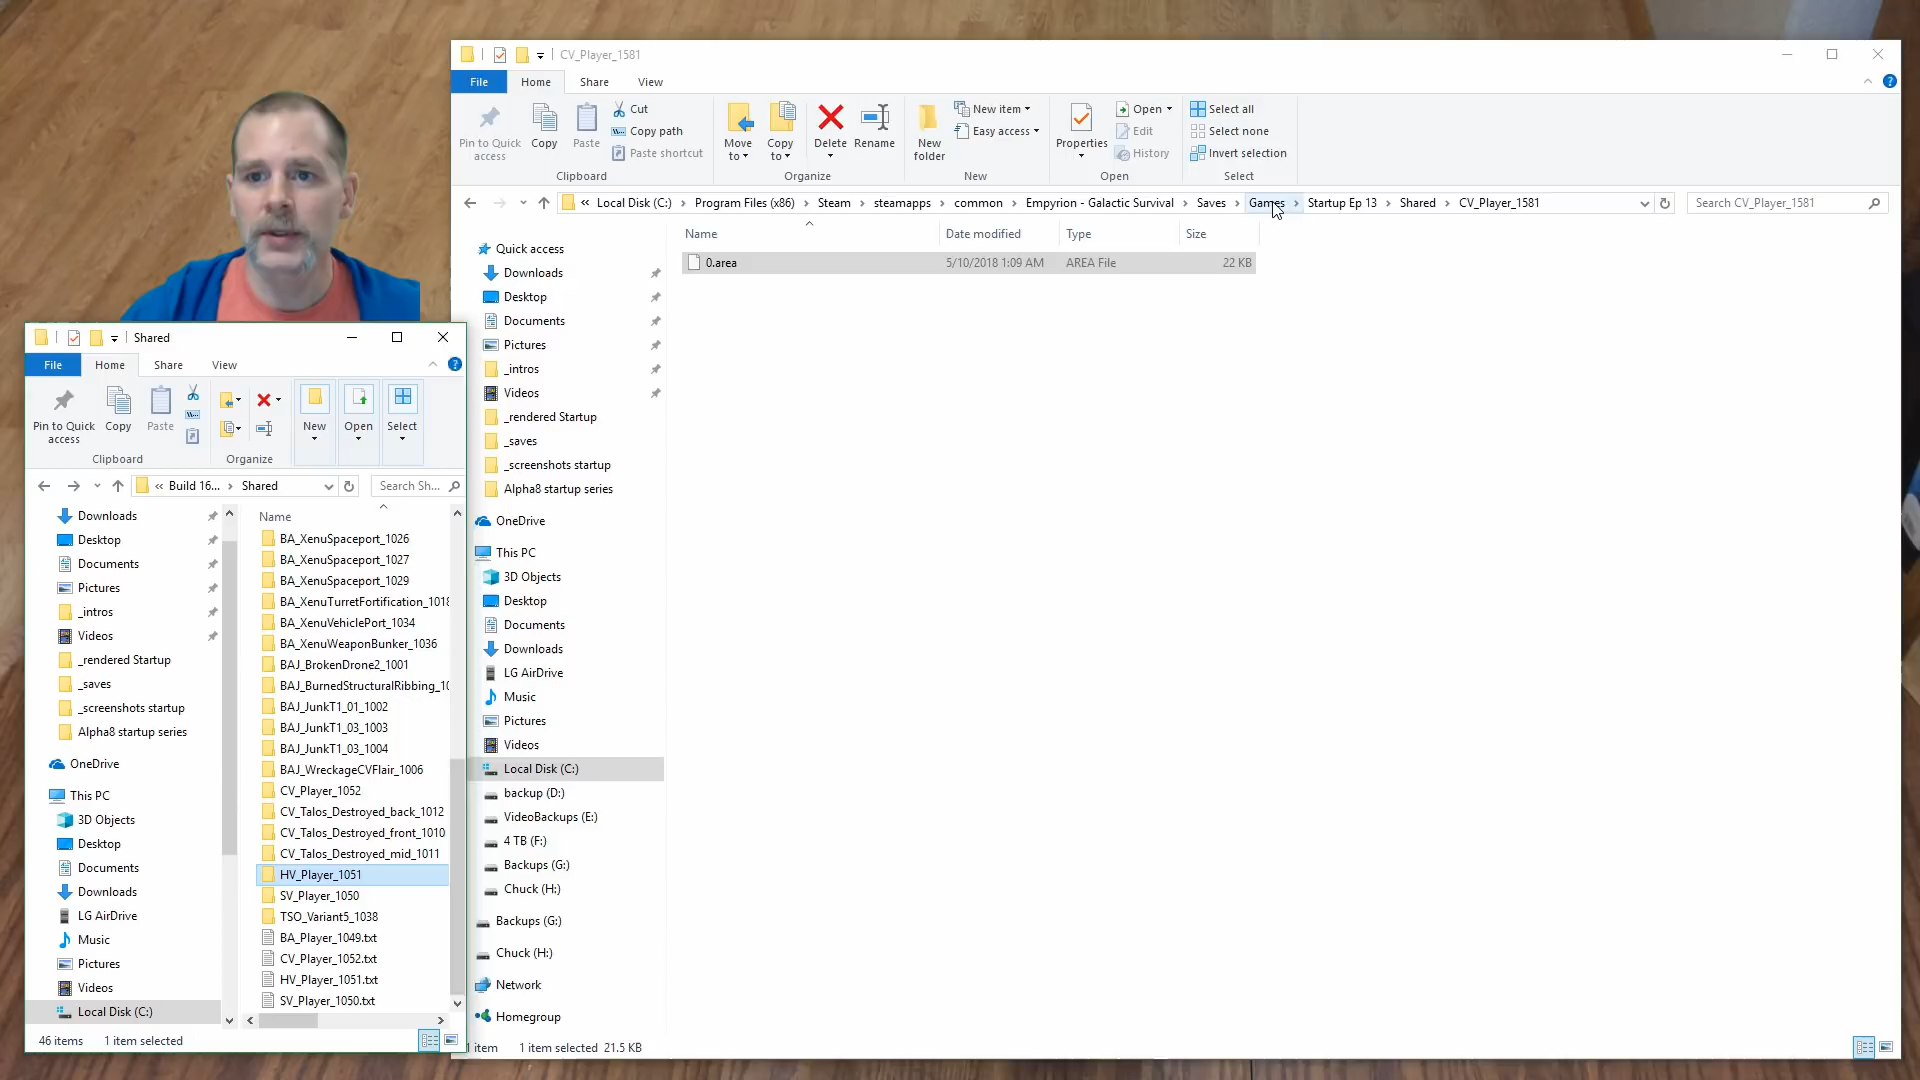 CV_Player_1581
File Home Share View
Pin to Quick access
Copy
Paste
Cut
Copy path
Paste shortcut
Clipboard
Move to
Copy to
Delete
Rename
Organize
New folder
New item
Easy access
New
Properties
Open
Edit
History
Open
Select all
Select none
Invert selection
Select
« Local Disk (C:) Program Files (x86) Steam steamapps common Empyrion - Galactic Survival Saves Games Startup Ep 13 Shared CV_Player_1581
Search CV_Player_1581
Name Date modified Type Size
0.area 5/10/2018 1:09 AM AREA File 22 KB
Quick access
Downloads
Desktop
Documents
Pictures
_intros
Videos
_rendered Startup
_saves
_screenshots startup
Alpha8 startup series
OneDrive
This PC
3D Objects
Desktop
Documents
Downloads
LG AirDrive
Music
Pictures
Videos
Local Disk (C:)
backup (D:)
VideoBackups (E:)
4 TB (F:)
Backups (G:)
Chuck (H:)
Backups (G:)
Chuck (H:)
Network
Homegroup
1 item 1 item selected 21.5 KB
Shared
File Home Share View
Pin to Quick access
Copy
Paste
Clipboard
Organize
New
Open
Select
« Build 16... Shared
Search Sh...
Downloads
Desktop
Documents
Pictures
_intros
Videos
_rendered Startup
_saves
_screenshots startup
Alpha8 startup series
OneDrive
This PC
3D Objects
Desktop
Documents
Downloads
LG AirDrive
Music
Pictures
Videos
Local Disk (C:)
Name
BA_XenuSpaceport_1026
BA_XenuSpaceport_1027
BA_XenuSpaceport_1029
BA_XenuTurretFortification_1018
BA_XenuVehiclePort_1034
BA_XenuWeaponBunker_1036
BAJ_BrokenDrone2_1001
BAJ_BurnedStructuralRibbing_10
BAJ_JunkT1_01_1002
BAJ_JunkT1_03_1003
BAJ_JunkT1_03_1004
BAJ_WreckageCVFlair_1006
CV_Player_1052
CV_Talos_Destroyed_back_1012
CV_Talos_Destroyed_front_1010
CV_Talos_Destroyed_mid_1011
HV_Player_1051
SV_Player_1050
TSO_Variant5_1038
BA_Player_1049.txt
CV_Player_1052.txt
HV_Player_1051.txt
SV_Player_1050.txt
46 items 1 item selected